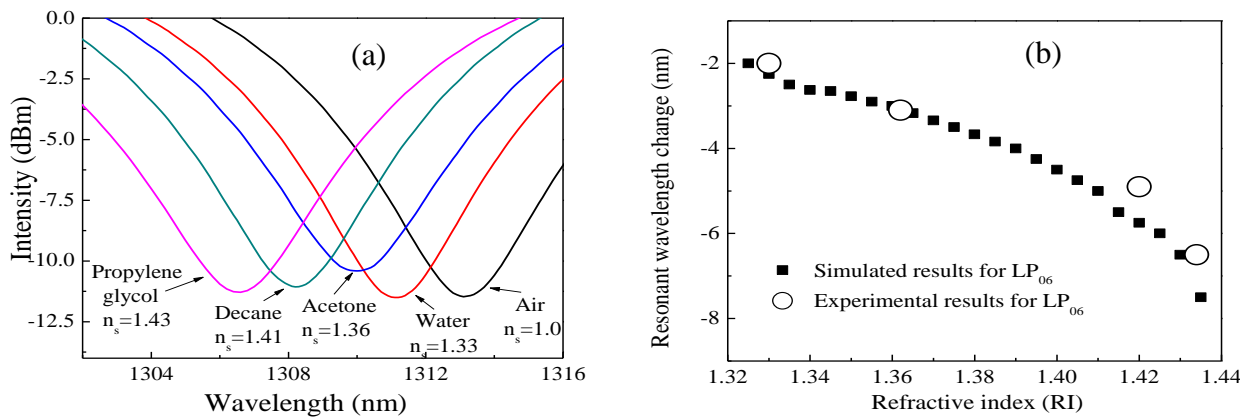 (a)
Intensity (dBm)
0.0
-2.5
-5.0
-7.5
-10.0
-12.5
Propylene
glycol
n_s=1.43
Decane
n_s=1.41
Acetone
n_s=1.36
Water
n_s=1.33
Air
n_s=1.0
1304 1308 1312 1316
Wavelength (nm)
(b)
Resonant wavelength change (nm)
-2
-4
-6
-8
Simulated results for LP₀₆
Experimental results for LP₀₆
1.32 1.34 1.36 1.38 1.40 1.42 1.44
Refractive index (RI)